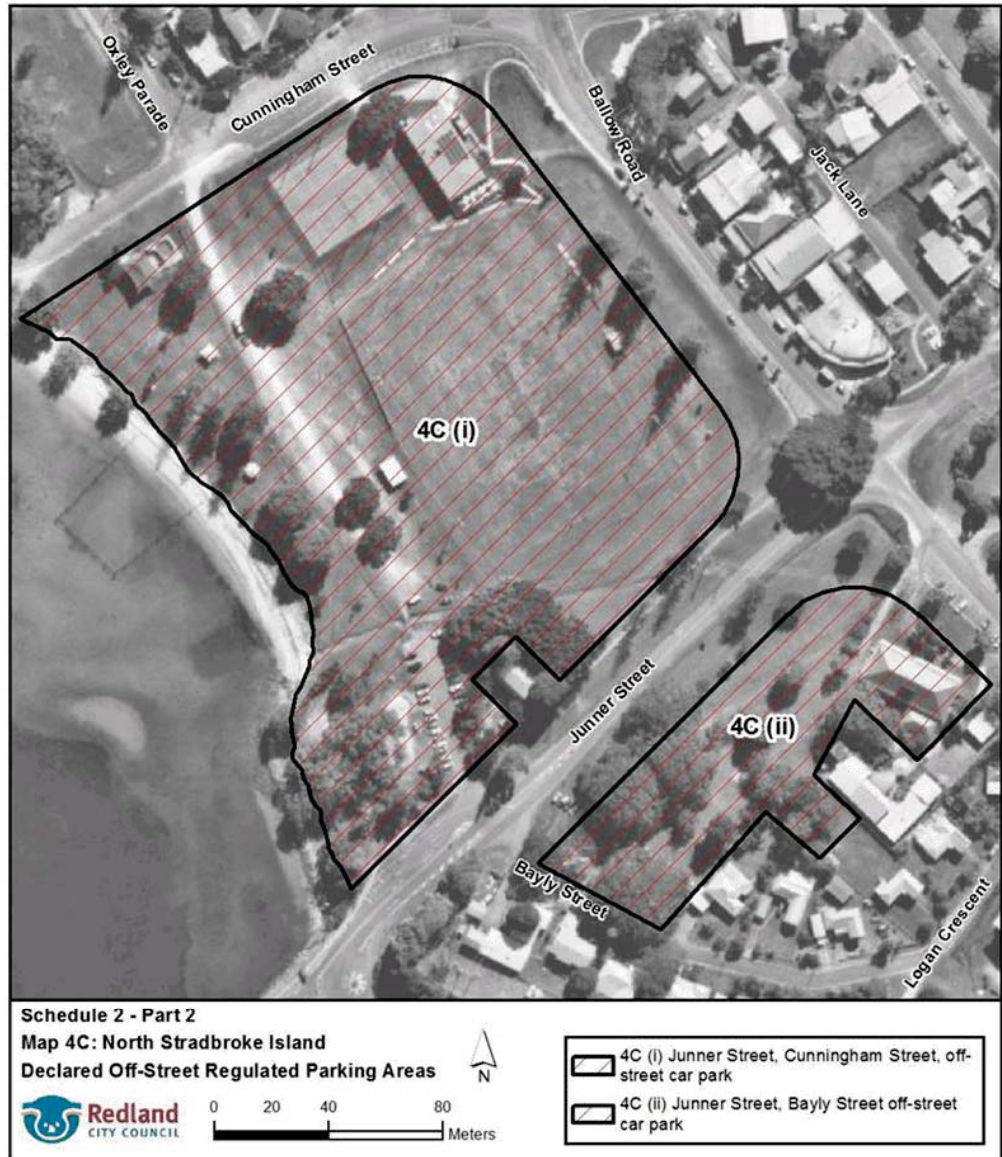 Oxley Parade
Cunningham Street
Ballow Road
Jack Lane
4C (i)
Junner Street
4C (ii)
Bayly Street
Logan Crescent
Schedule 2 - Part 2
Map 4C: North Stradbroke Island
Declared Off-Street Regulated Parking Areas
N
Redland
CITY COUNCIL
0 20 40 80
Meters
4C (i) Junner Street, Cunningham Street, off-
street car park
4C (ii) Junner Street, Bayly Street off-street
car park